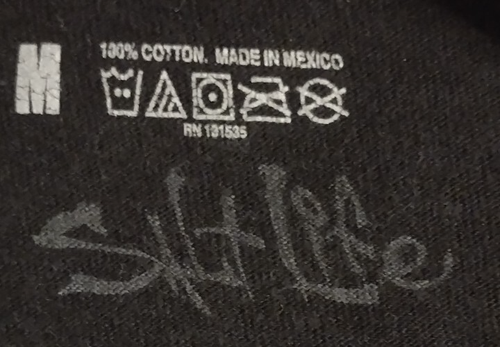 M
100% COTTON. MADE IN MEXICO
RN 131535
Salt Life